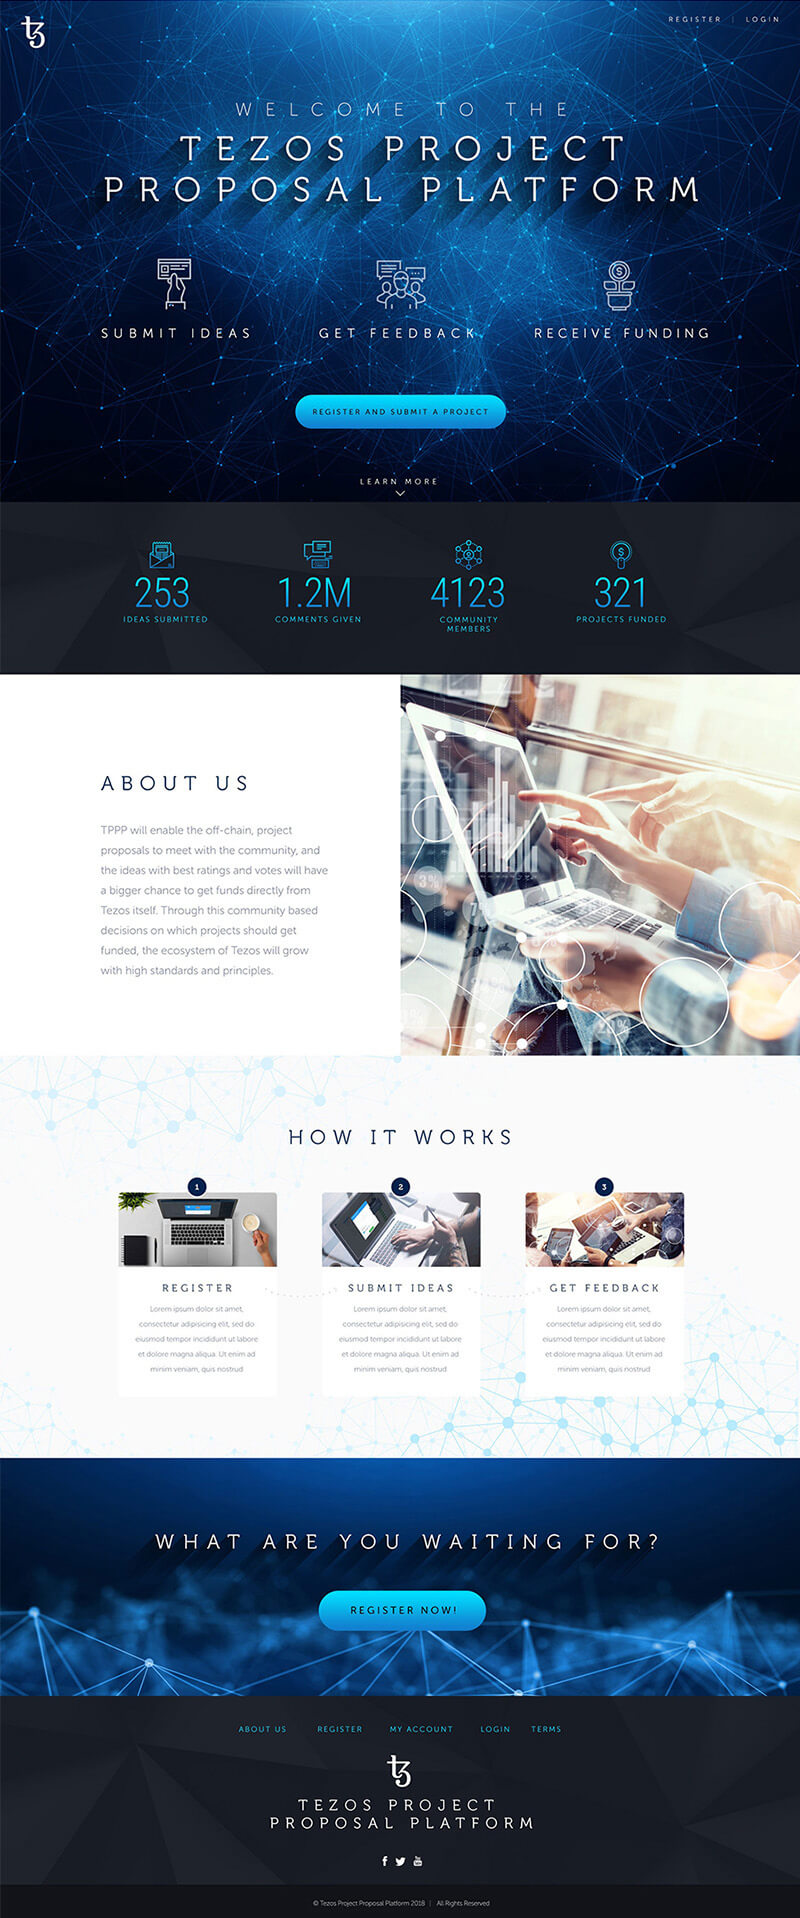 REGISTER | LOGIN
WELCOME TO THE
TEZOS PROJECT
PROPOSAL PLATFORM
SUBMIT IDEAS
GET FEEDBACK
RECEIVE FUNDING
REGISTER AND SUBMIT A PROJECT
LEARN MORE
253
IDEAS SUBMITTED
1.2M
COMMENTS GIVEN
4123
COMMUNITY
MEMBERS
321
PROJECTS FUNDED
ABOUT US
TPPP will enable the off-chain, project
proposals to meet with the community, and
the ideas with best ratings and votes will have
a bigger chance to get funds directly from
Tezos itself. Through this community based
decisions on which projects should get
funded, the ecosystem of Tezos will grow
with high standards and principles.
3%
HOW IT WORKS
1
REGISTER
Lorem ipsum dolor sit amet,
consectetur adipisicing elit, sed do
eiusmod tempor incididunt ut labore
et dolore magna aliqua. Ut enim ad
minim veniam, quis nostrud
2
SUBMIT IDEAS
Lorem ipsum dolor sit amet,
consectetur adipisicing elit, sed do
eiusmod tempor incididunt ut labore
et dolore magna aliqua. Ut enim ad
minim veniam, quis nostrud
3
GET FEEDBACK
Lorem ipsum dolor sit amet,
consectetur adipisicing elit, sed do
eiusmod tempor incididunt ut labore
et dolore magna aliqua. Ut enim ad
minim veniam, quis nostrud
WHAT ARE YOU WAITING FOR?
REGISTER NOW!
ABOUT US REGISTER MY ACCOUNT LOGIN TERMS
TEZOS PROJECT
PROPOSAL PLATFORM
© Tezos Project Proposal Platform 2018 | All Rights Reserved